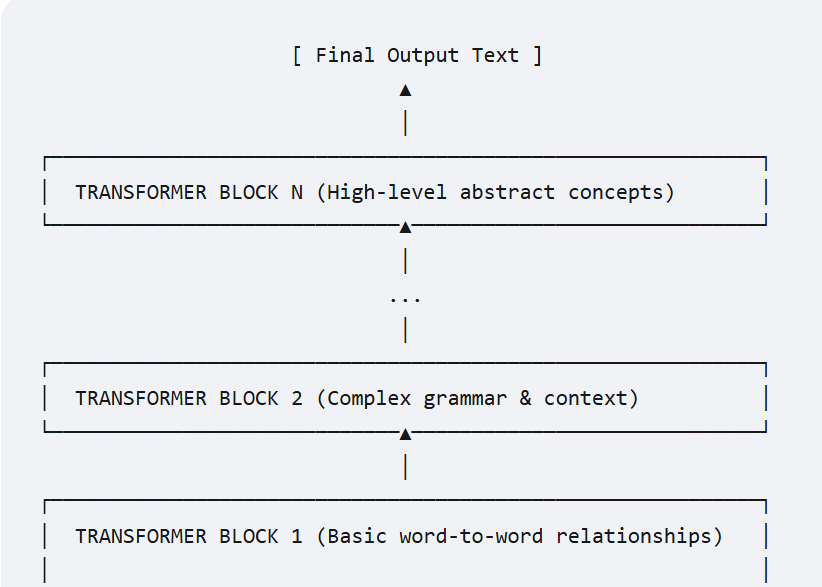 [ Final Output Text ]
TRANSFORMER BLOCK N (High-level abstract concepts)
...
TRANSFORMER BLOCK 2 (Complex grammar & context)
TRANSFORMER BLOCK 1 (Basic word-to-word relationships)